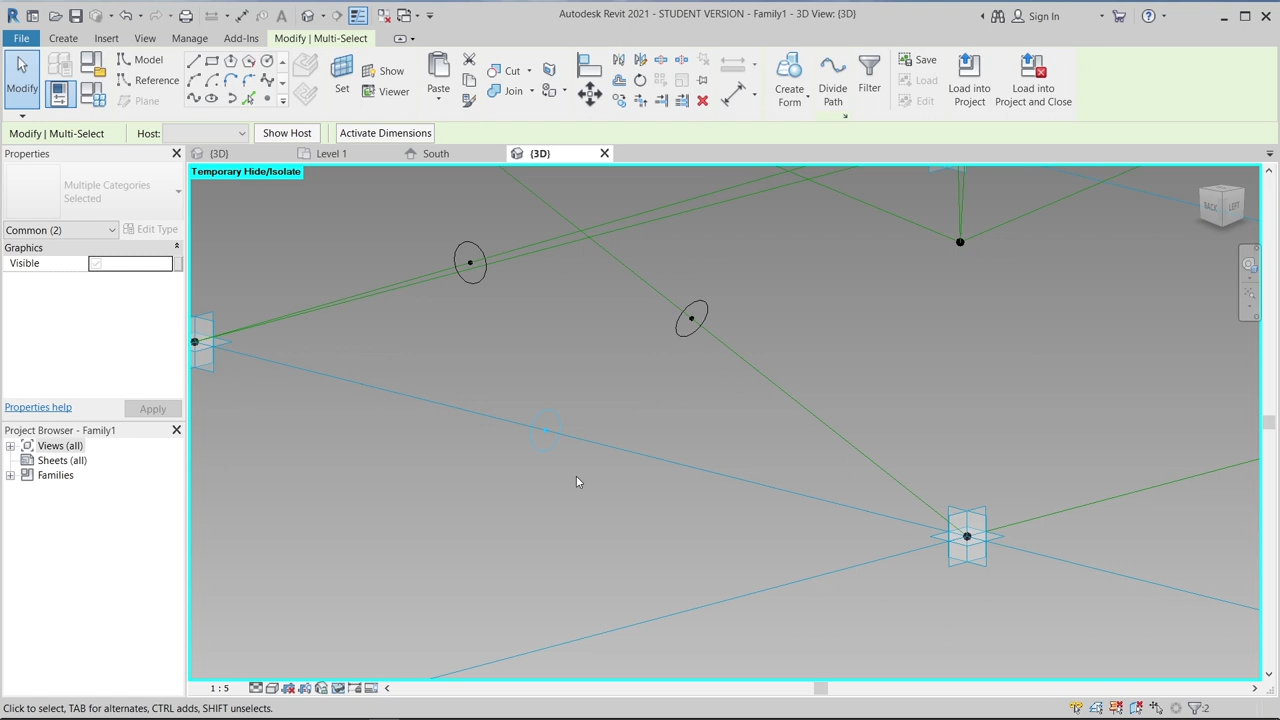 Autodesk Revit 2021 - STUDENT VERSION - Family1 - 3D View: {3D}
Sign In
File
Create
Insert
View
Manage
Add-Ins
Modify | Multi-Select
Modify
Model
Reference
Plane
Set
Show
Viewer
Paste
Cut
Join
Create
Form
Divide
Path
Filter
Save
Load
Edit
Load into
Project
Load into
Project and Close
Modify | Multi-Select
Host:
Show Host
Activate Dimensions
Properties
{3D}
Level 1
South
{3D}
Temporary Hide/Isolate
Multiple Categories
Selected
Common (2)
Edit Type
Graphics
Visible
BACK
LEFT
Properties help
Apply
Project Browser - Family1
Views (all)
Sheets (all)
Families
1 : 5
Click to select, TAB for alternates, CTRL adds, SHIFT unselects.
:2